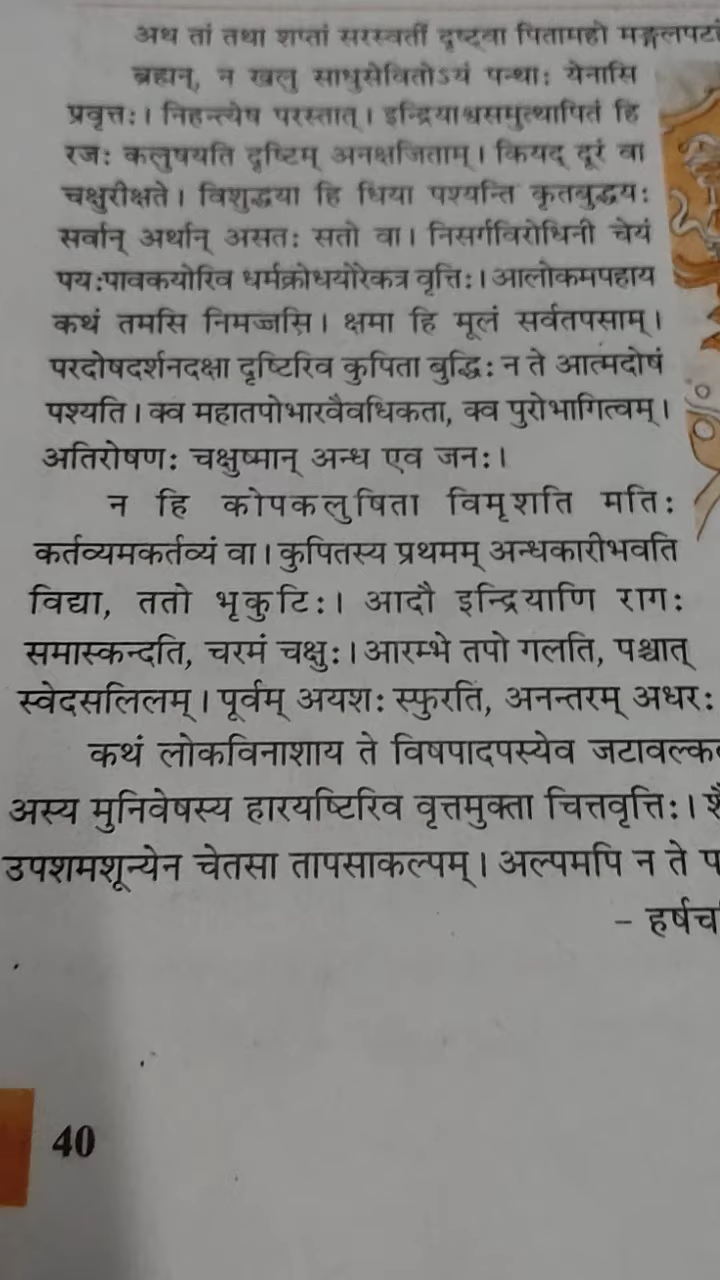 अथ तां तथा शप्तां सरस्वतीं दृष्ट्वा पितामहो मङ्गलपटा
ब्रह्मन्, न खलु साधुसेवितोऽयं पन्थाः येनासि
प्रवृत्तः। निहन्त्येष परस्तात्। इन्द्रियाश्वसमुत्थापितं हि
रजः कलुषयति दृष्टिम् अनक्षजिताम्। कियद् दूरं वा
चक्षुरीक्षते। विशुद्धया हि धिया पश्यन्ति कृतबुद्धयः
सर्वान् अर्थान् असतः सतो वा। निसर्गविरोधिनी चेयं
पयःपावकयोरिव धर्मक्रोधयोरेकत्र वृत्तिः। आलोकमपहाय
कथं तमसि निमज्जसि। क्षमा हि मूलं सर्वतपसाम्।
परदोषदर्शनदक्षा दृष्टिरिव कुपिता बुद्धिः न ते आत्मदोषं
पश्यति। क्व महातपोभारवैवधिकता, क्व पुरोभागित्वम्।
अतिरोषणः चक्षुष्मान् अन्ध एव जनः।
न हि कोपकलुषिता विमृशति मतिः
कर्तव्यमकर्तव्यं वा। कुपितस्य प्रथमम् अन्धकारीभवति
विद्या, ततो भृकुटिः। आदौ इन्द्रियाणि रागः
समास्कन्दति, चरमं चक्षुः। आरम्भे तपो गलति, पश्चात्
स्वेदसलिलम्। पूर्वम् अयशः स्फुरति, अनन्तरम् अधरः
कथं लोकविनाशाय ते विषपादपस्येव जटावल्क
अस्य मुनिवेषस्य हारयष्टिरिव वृत्तमुक्ता चित्तवृत्तिः।
उपशमशून्येन चेतसा तापसाकल्पम्। अल्पमपि न ते प
– हर्षच
40